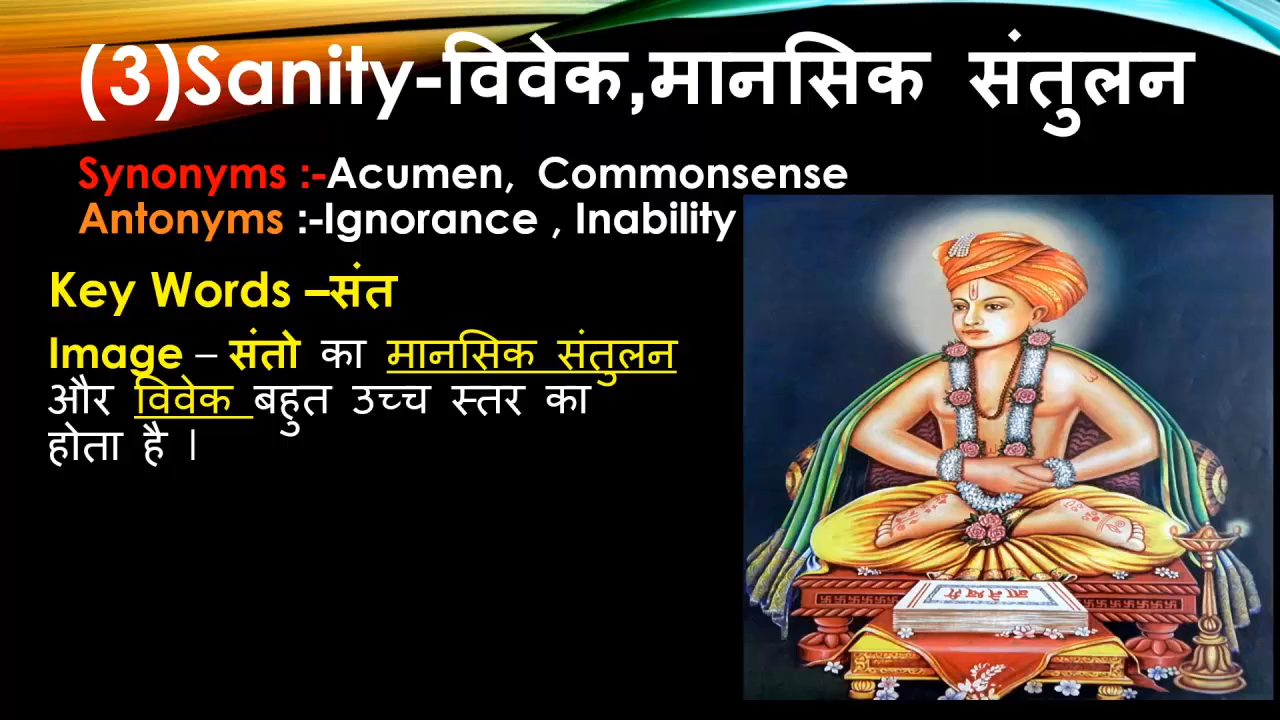 (3)Sanity-विवेक,मानसिक संतुलन
Synonyms :-Acumen, Commonsense
Antonyms :-Ignorance , Inability
Key Words –संत
Image – संतो का मानसिक संतुलन
और विवेक बहुत उच्च स्तर का
होता है ।